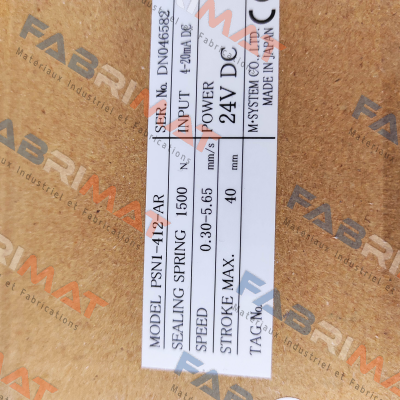 MODEL PSN1-412-AR SER. No. DN046582
SEALING SPRING 1500 N INPUT 4-20mA DC
SPEED 0.30-5.65 mm/s POWER
STROKE MAX. 40 mm 24V DC
TAG.No. M·SYSTEM CO., LTD.
MADE IN JAPAN
CE
FABRIMAT
Matériaux Industriel et Fabrications